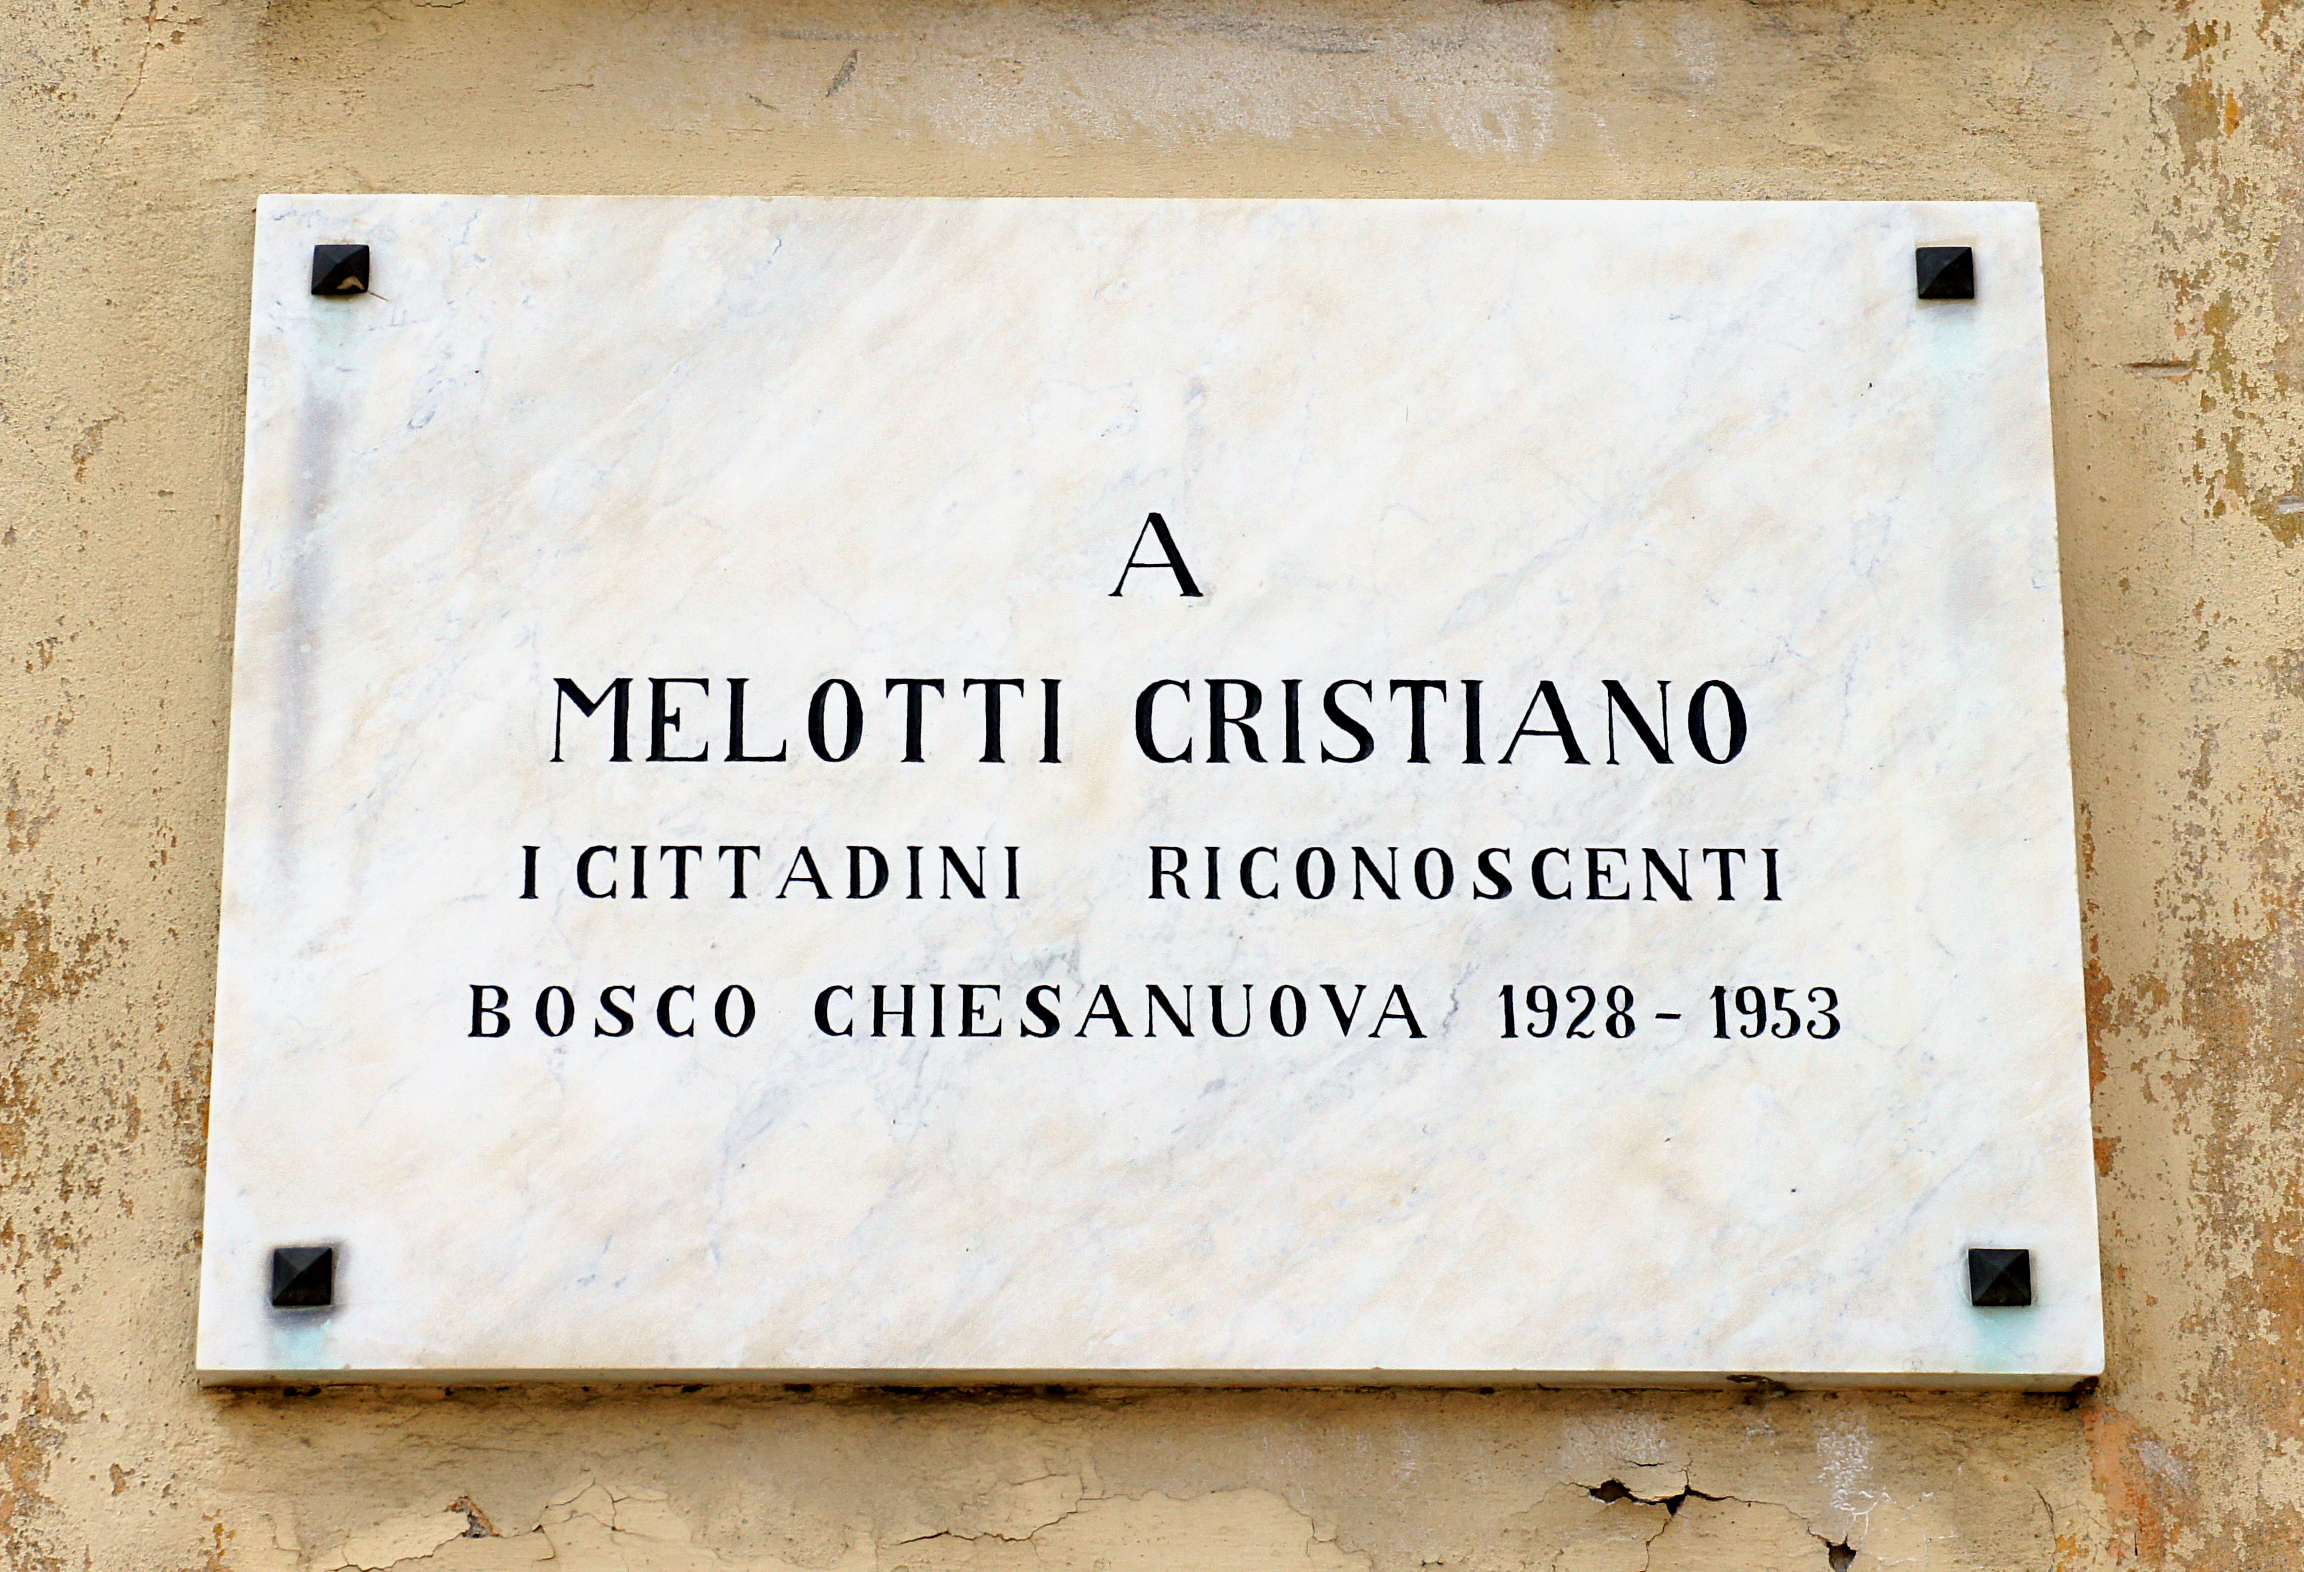 A
MELOTTI CRISTIANO
I CITTADINI RICONOSCENTI
BOSCO CHIESANUOVA 1928 - 1953